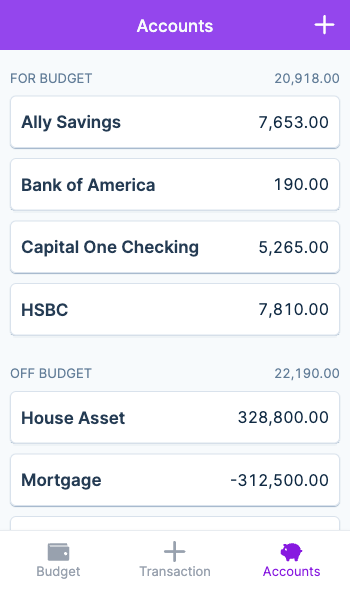 Accounts
FOR BUDGET 20,918.00
Ally Savings 7,653.00
Bank of America 190.00
Capital One Checking 5,265.00
HSBC 7,810.00
OFF BUDGET 22,190.00
House Asset 328,800.00
Mortgage -312,500.00
Budget Transaction Accounts